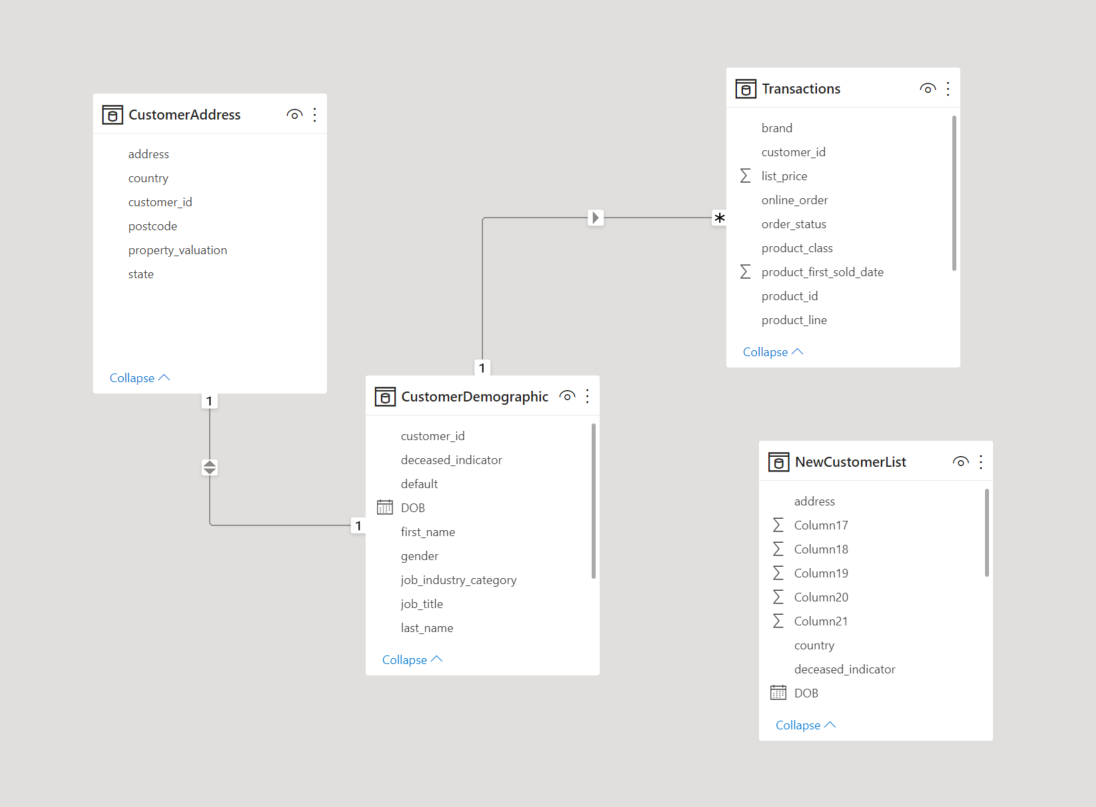 CustomerAddress
address
country
customer_id
postcode
property_valuation
state
Collapse
1
1
CustomerDemographic
customer_id
deceased_indicator
default
DOB
first_name
gender
job_industry_category
job_title
last_name
Collapse
1
*
Transactions
brand
customer_id
Σ list_price
online_order
order_status
product_class
Σ product_first_sold_date
product_id
product_line
Collapse
NewCustomerList
address
Σ Column17
Σ Column18
Σ Column19
Σ Column20
Σ Column21
country
deceased_indicator
DOB
Collapse